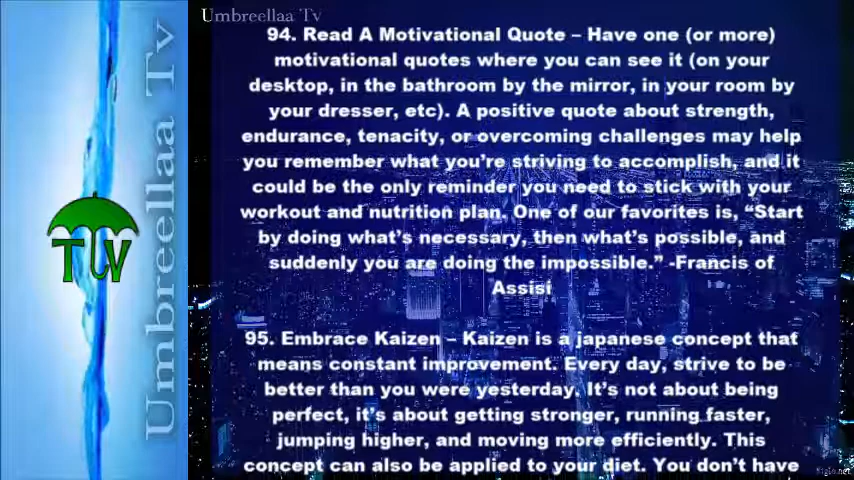 Umbreellaa Tv
94. Read A Motivational Quote – Have one (or more)
motivational quotes where you can see it (on your
desktop, in the bathroom by the mirror, in your room by
your dresser, etc). A positive quote about strength,
endurance, tenacity, or overcoming challenges may help
you remember what you're striving to accomplish, and it
could be the only reminder you need to stick with your
workout and nutrition plan. One of our favorites is, “Start
by doing what's necessary, then what's possible, and
suddenly you are doing the impossible.” -Francis of
Assisi
95. Embrace Kaizen – Kaizen is a japanese concept that
means constant improvement. Every day, strive to be
better than you were yesterday. It's not about being
perfect, it's about getting stronger, running faster,
jumping higher, and moving more efficiently. This
concept can also be applied to your diet. You don't have
Umbreellaa Tv
TV